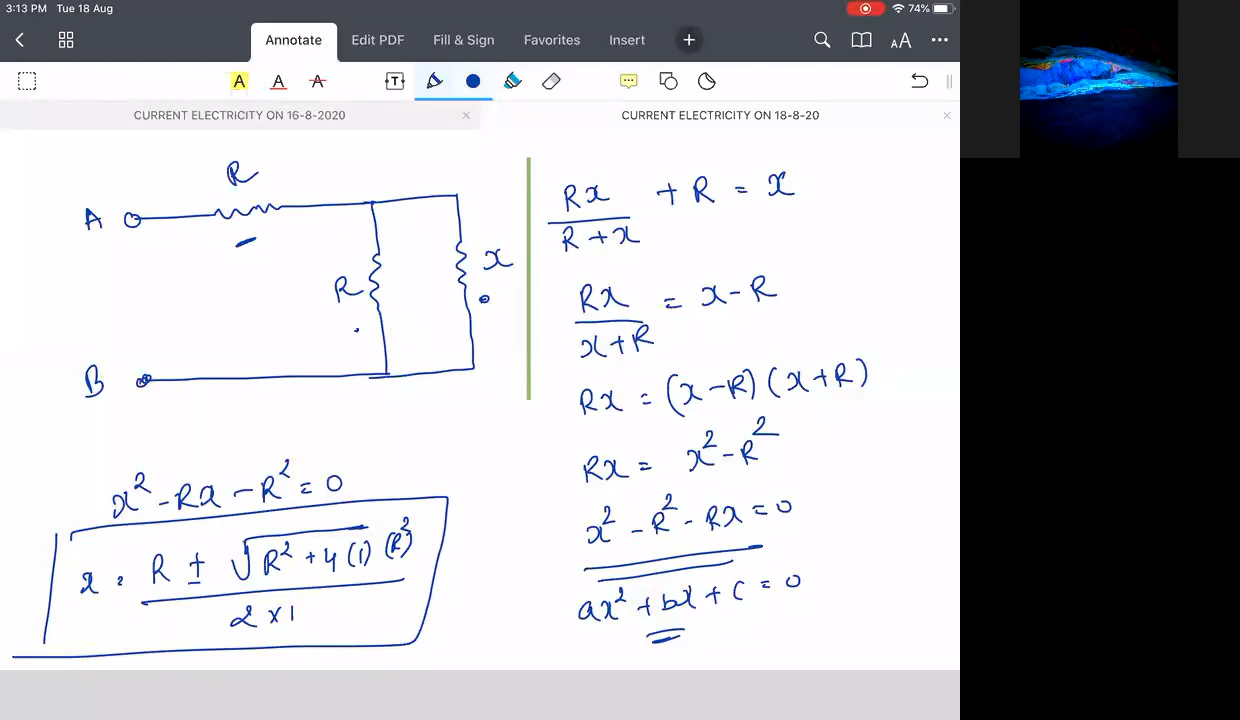 3:13 PM Tue 18 Aug
74%
Annotate Edit PDF Fill & Sign Favorites Insert
AA
A A A T
CURRENT ELECTRICITY ON 16-8-2020
CURRENT ELECTRICITY ON 18-8-20
R
A
R
x
B
x² - Rx - R² = 0
x = R ± √R² + 4(1)(R²)
2 × 1
Rx + R = x
R + x
Rx = x - R
x + R
Rx = (x - R)(x + R)
Rx = x² - R²
x² - R² - Rx = 0
ax² + bx + c = 0